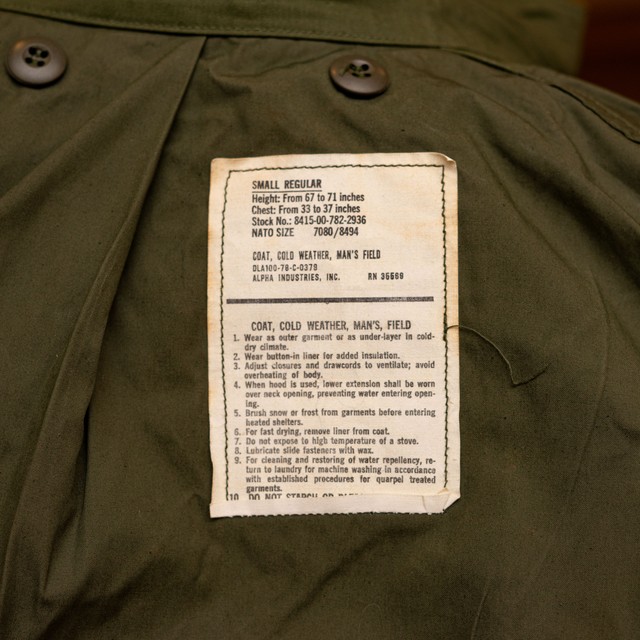 SMALL REGULAR
Height: From 67 to 71 inches
Chest: From 33 to 37 inches
Stock No.: 8415-00-782-2936
NATO SIZE 7080/8494
COAT, COLD WEATHER, MAN'S FIELD
DLA100-78-C-0378
ALPHA INDUSTRIES, INC. RN 35569
COAT, COLD WEATHER, MAN'S, FIELD
1. Wear as outer garment or as under-layer in cold-
dry climate.
2. Wear button-in liner for added insulation.
3. Adjust closures and drawcords to ventilate; avoid
overheating of body.
4. When hood is used, lower extension shall be worn
over neck opening, preventing water entering open-
ing.
5. Brush snow or frost from garments before entering
heated shelters.
6. For fast drying, remove liner from coat.
7. Do not expose to high temperature of a stove.
8. Lubricate slide fasteners with wax.
9. For cleaning and restoring of water repellency, re-
turn to laundry for machine washing in accordance
with established procedures for quarpel treated
garments.
10. DO NOT STARCH OR